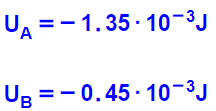 U_A = − 1.35 · 10⁻³ J
U_B = − 0.45 · 10⁻³ J